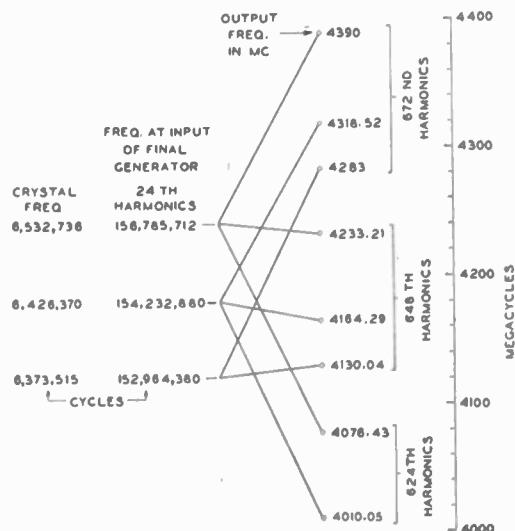 OUTPUT
FREQ.
IN MC
4390
4400
672 ND
HARMONICS
4318.52
4300
FREQ. AT INPUT
OF FINAL
GENERATOR
4283
CRYSTAL
FREQ
24 TH
HARMONICS
6,532,736
156,785,712
4233.21
4200
648 TH
HARMONICS
6,426,370
154,232,880
4164.29
MEGACYCLES
6,373,515
152,964,380
4130.04
CYCLES
4100
4076.43
624 TH
HARMONICS
4010.05
4000